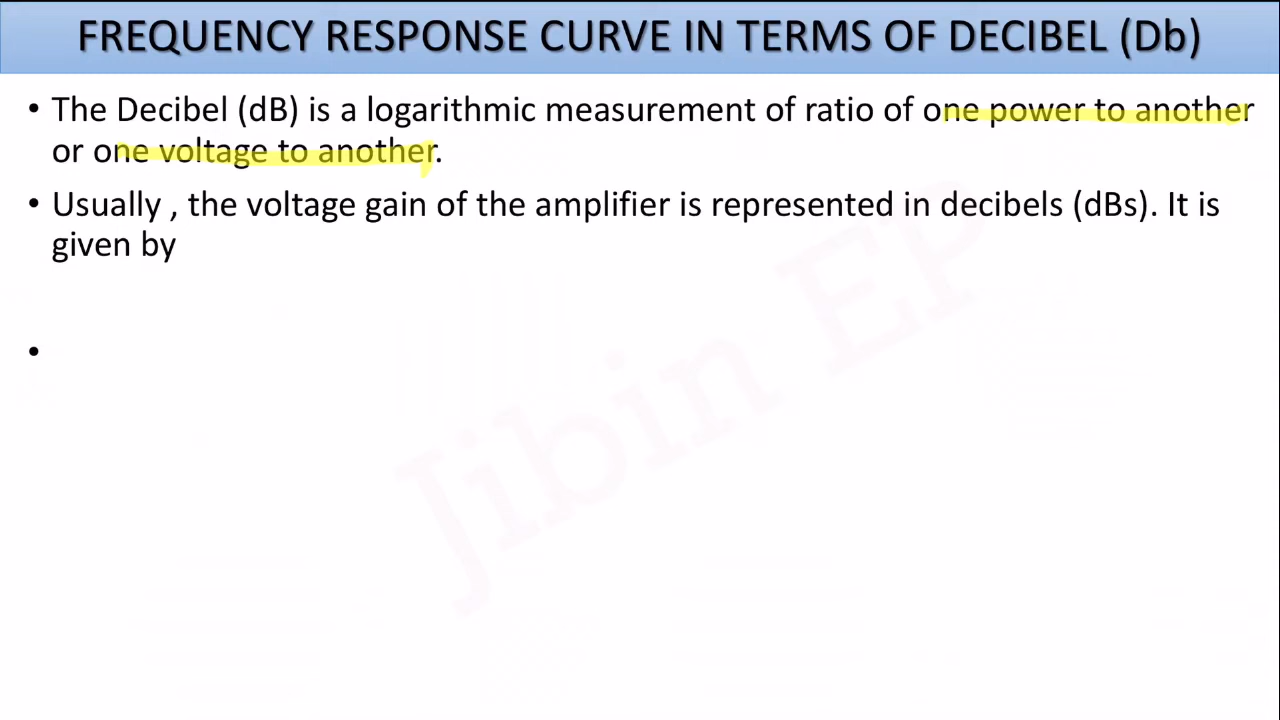 FREQUENCY RESPONSE CURVE IN TERMS OF DECIBEL (Db)
• The Decibel (dB) is a logarithmic measurement of ratio of one power to another
or one voltage to another.
• Usually , the voltage gain of the amplifier is represented in decibels (dBs). It is
given by
•
Jibin EP